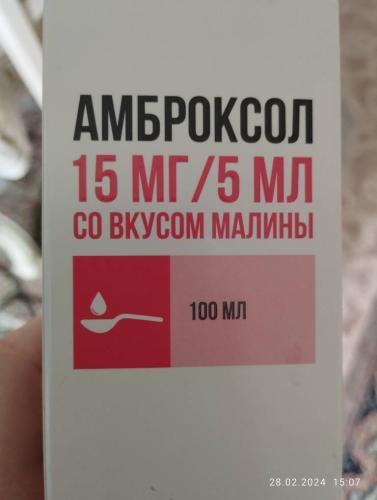 АМБРОКСОЛ
15 МГ/5 МЛ
СО ВКУСОМ МАЛИНЫ
100 МЛ
28.02.2024 15:07